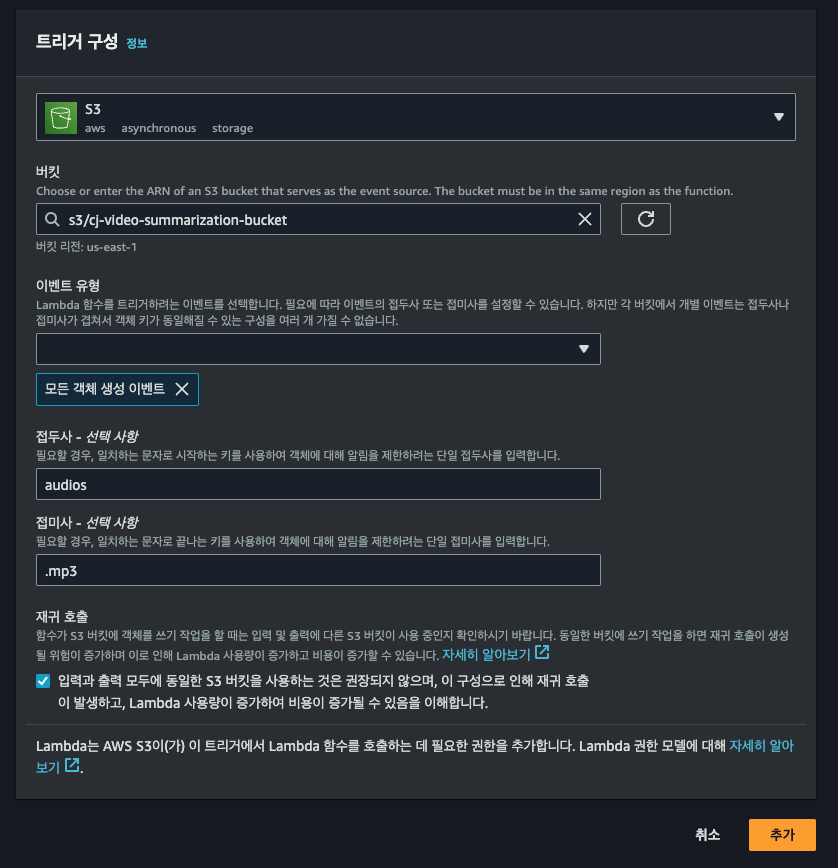 트리거 구성 정보
S3
aws asynchronous storage
버킷
Choose or enter the ARN of an S3 bucket that serves as the event source. The bucket must be in the same region as the function.
s3/cj-video-summarization-bucket
버킷 리전: us-east-1
이벤트 유형
Lambda 함수를 트리거하려는 이벤트를 선택합니다. 필요에 따라 이벤트의 접두사 또는 접미사를 설정할 수 있습니다. 하지만 각 버킷에서 개별 이벤트는 접두사나
접미사가 겹쳐서 객체 키가 동일해질 수 있는 구성을 여러 개 가질 수 없습니다.
모든 객체 생성 이벤트
접두사 - 선택 사항
필요할 경우, 일치하는 문자로 시작하는 키를 사용하여 객체에 대해 알림을 제한하려는 단일 접두사를 입력합니다.
audios
접미사 - 선택 사항
필요할 경우, 일치하는 문자로 끝나는 키를 사용하여 객체에 대해 알림을 제한하려는 단일 접미사를 입력합니다.
.mp3
재귀 호출
함수가 S3 버킷에 객체를 쓰기 작업을 할 때는 입력 및 출력에 다른 S3 버킷이 사용 중인지 확인하시기 바랍니다. 동일한 버킷에 쓰기 작업을 하면 재귀 호출이 생성
될 위험이 증가하며 이로 인해 Lambda 사용량이 증가하고 비용이 증가할 수 있습니다. 자세히 알아보기
입력과 출력 모두에 동일한 S3 버킷을 사용하는 것은 권장되지 않으며, 이 구성으로 인해 재귀 호출
이 발생하고, Lambda 사용량이 증가하여 비용이 증가될 수 있음을 이해합니다.
Lambda는 AWS S3이(가) 이 트리거에서 Lambda 함수를 호출하는 데 필요한 권한을 추가합니다. Lambda 권한 모델에 대해 자세히 알아
보기.
취소 추가